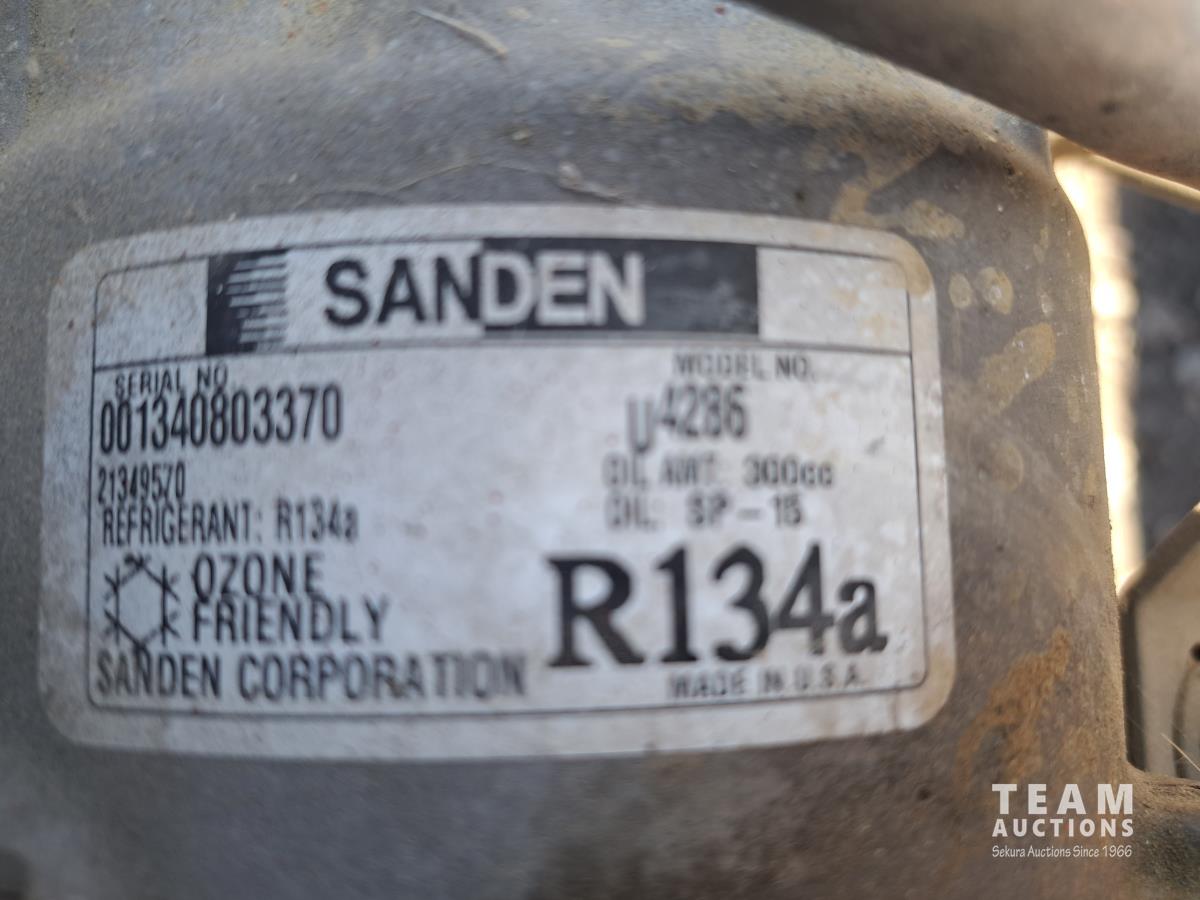 SANDEN
SERIAL NO. MODEL NO.
001340803370 U4286
21349570 OIL AMT: 300cc
REFRIGERANT: R134a OIL: SP-15
OZONE
FRIENDLY
R134a
SANDEN CORPORATION MADE IN U.S.A.
TEAM
AUCTIONS
Sekura Auctions Since 1966